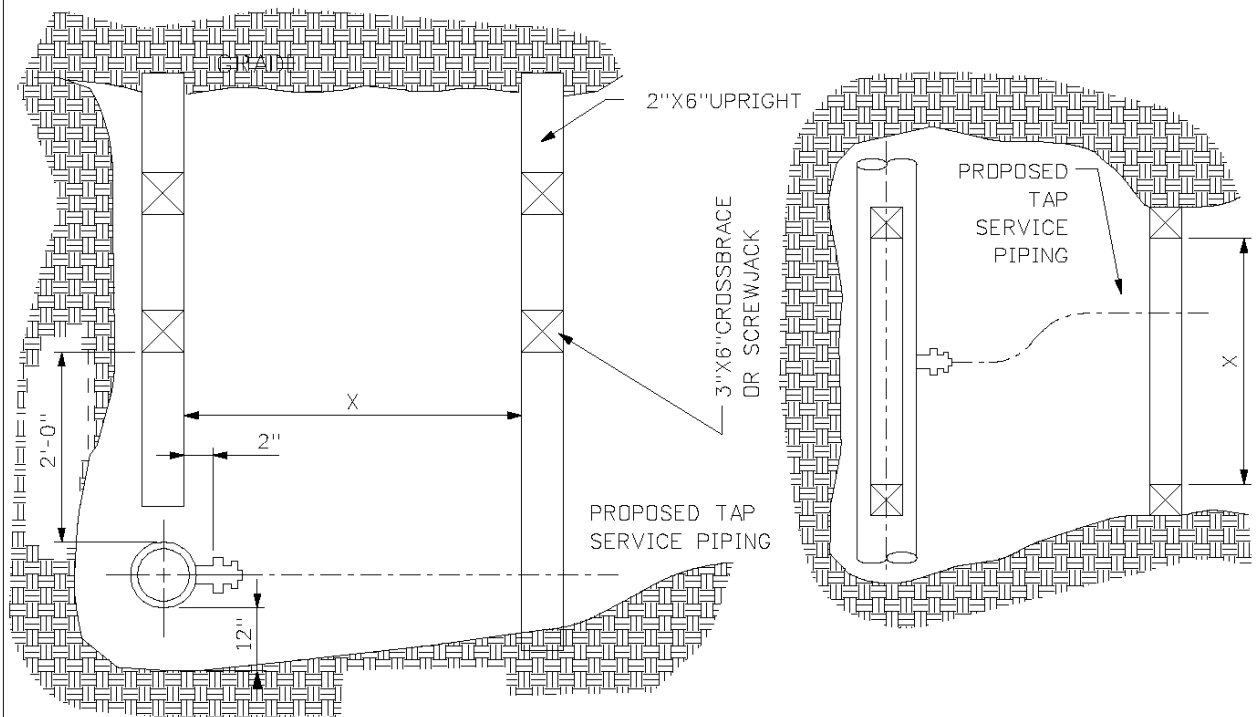 GRADE
2"X6"UPRIGHT
3"X6"CROSSBRACE
OR SCREWJACK
X
2'-0"
2"
PROPOSED TAP
SERVICE PIPING
12"
PROPOSED
TAP
SERVICE
PIPING
X